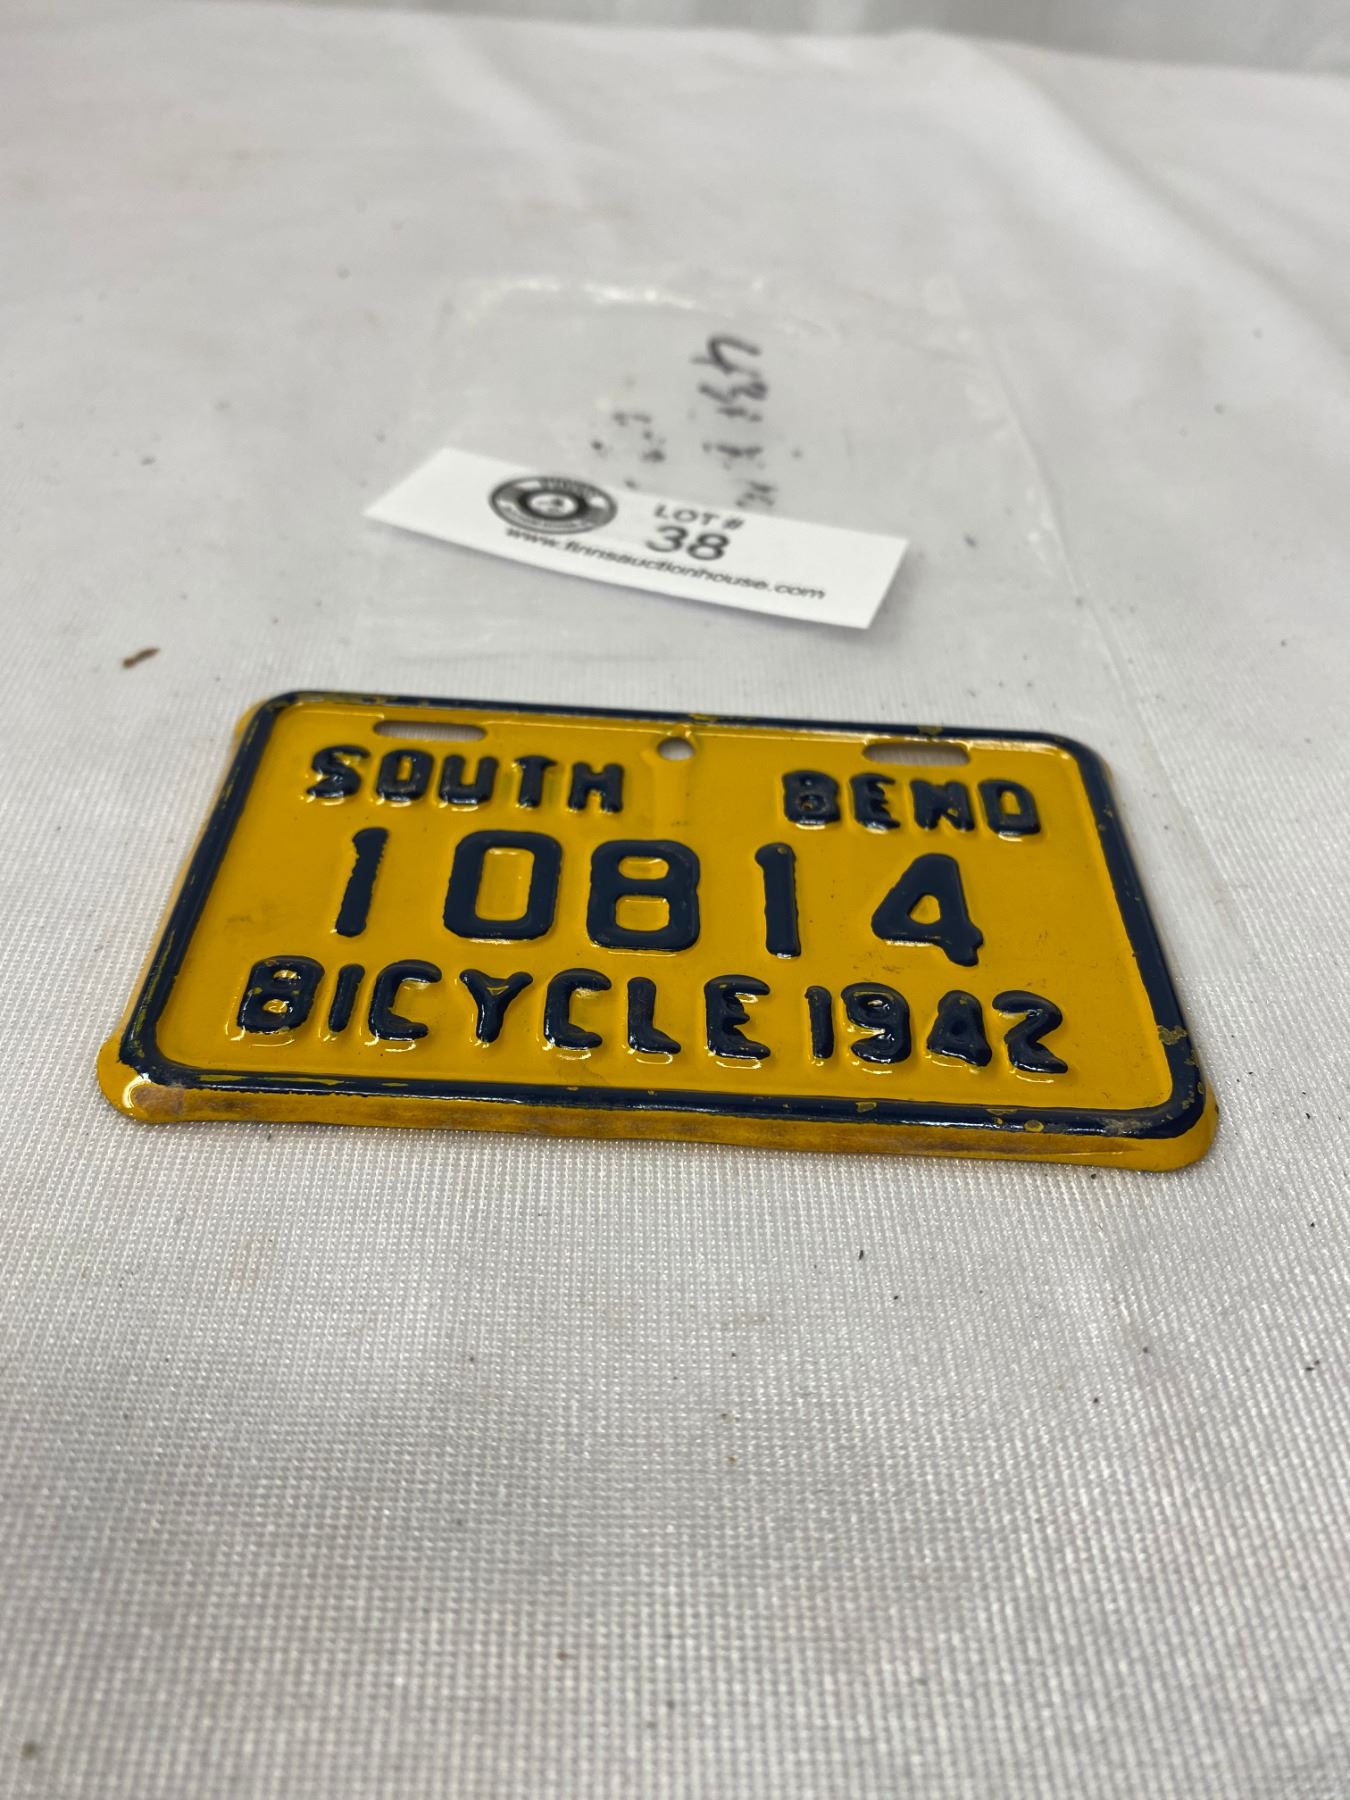 LOT #
38
www.finnsauctionhouse.com
SOUTH BEND
10814
BICYCLE 1942